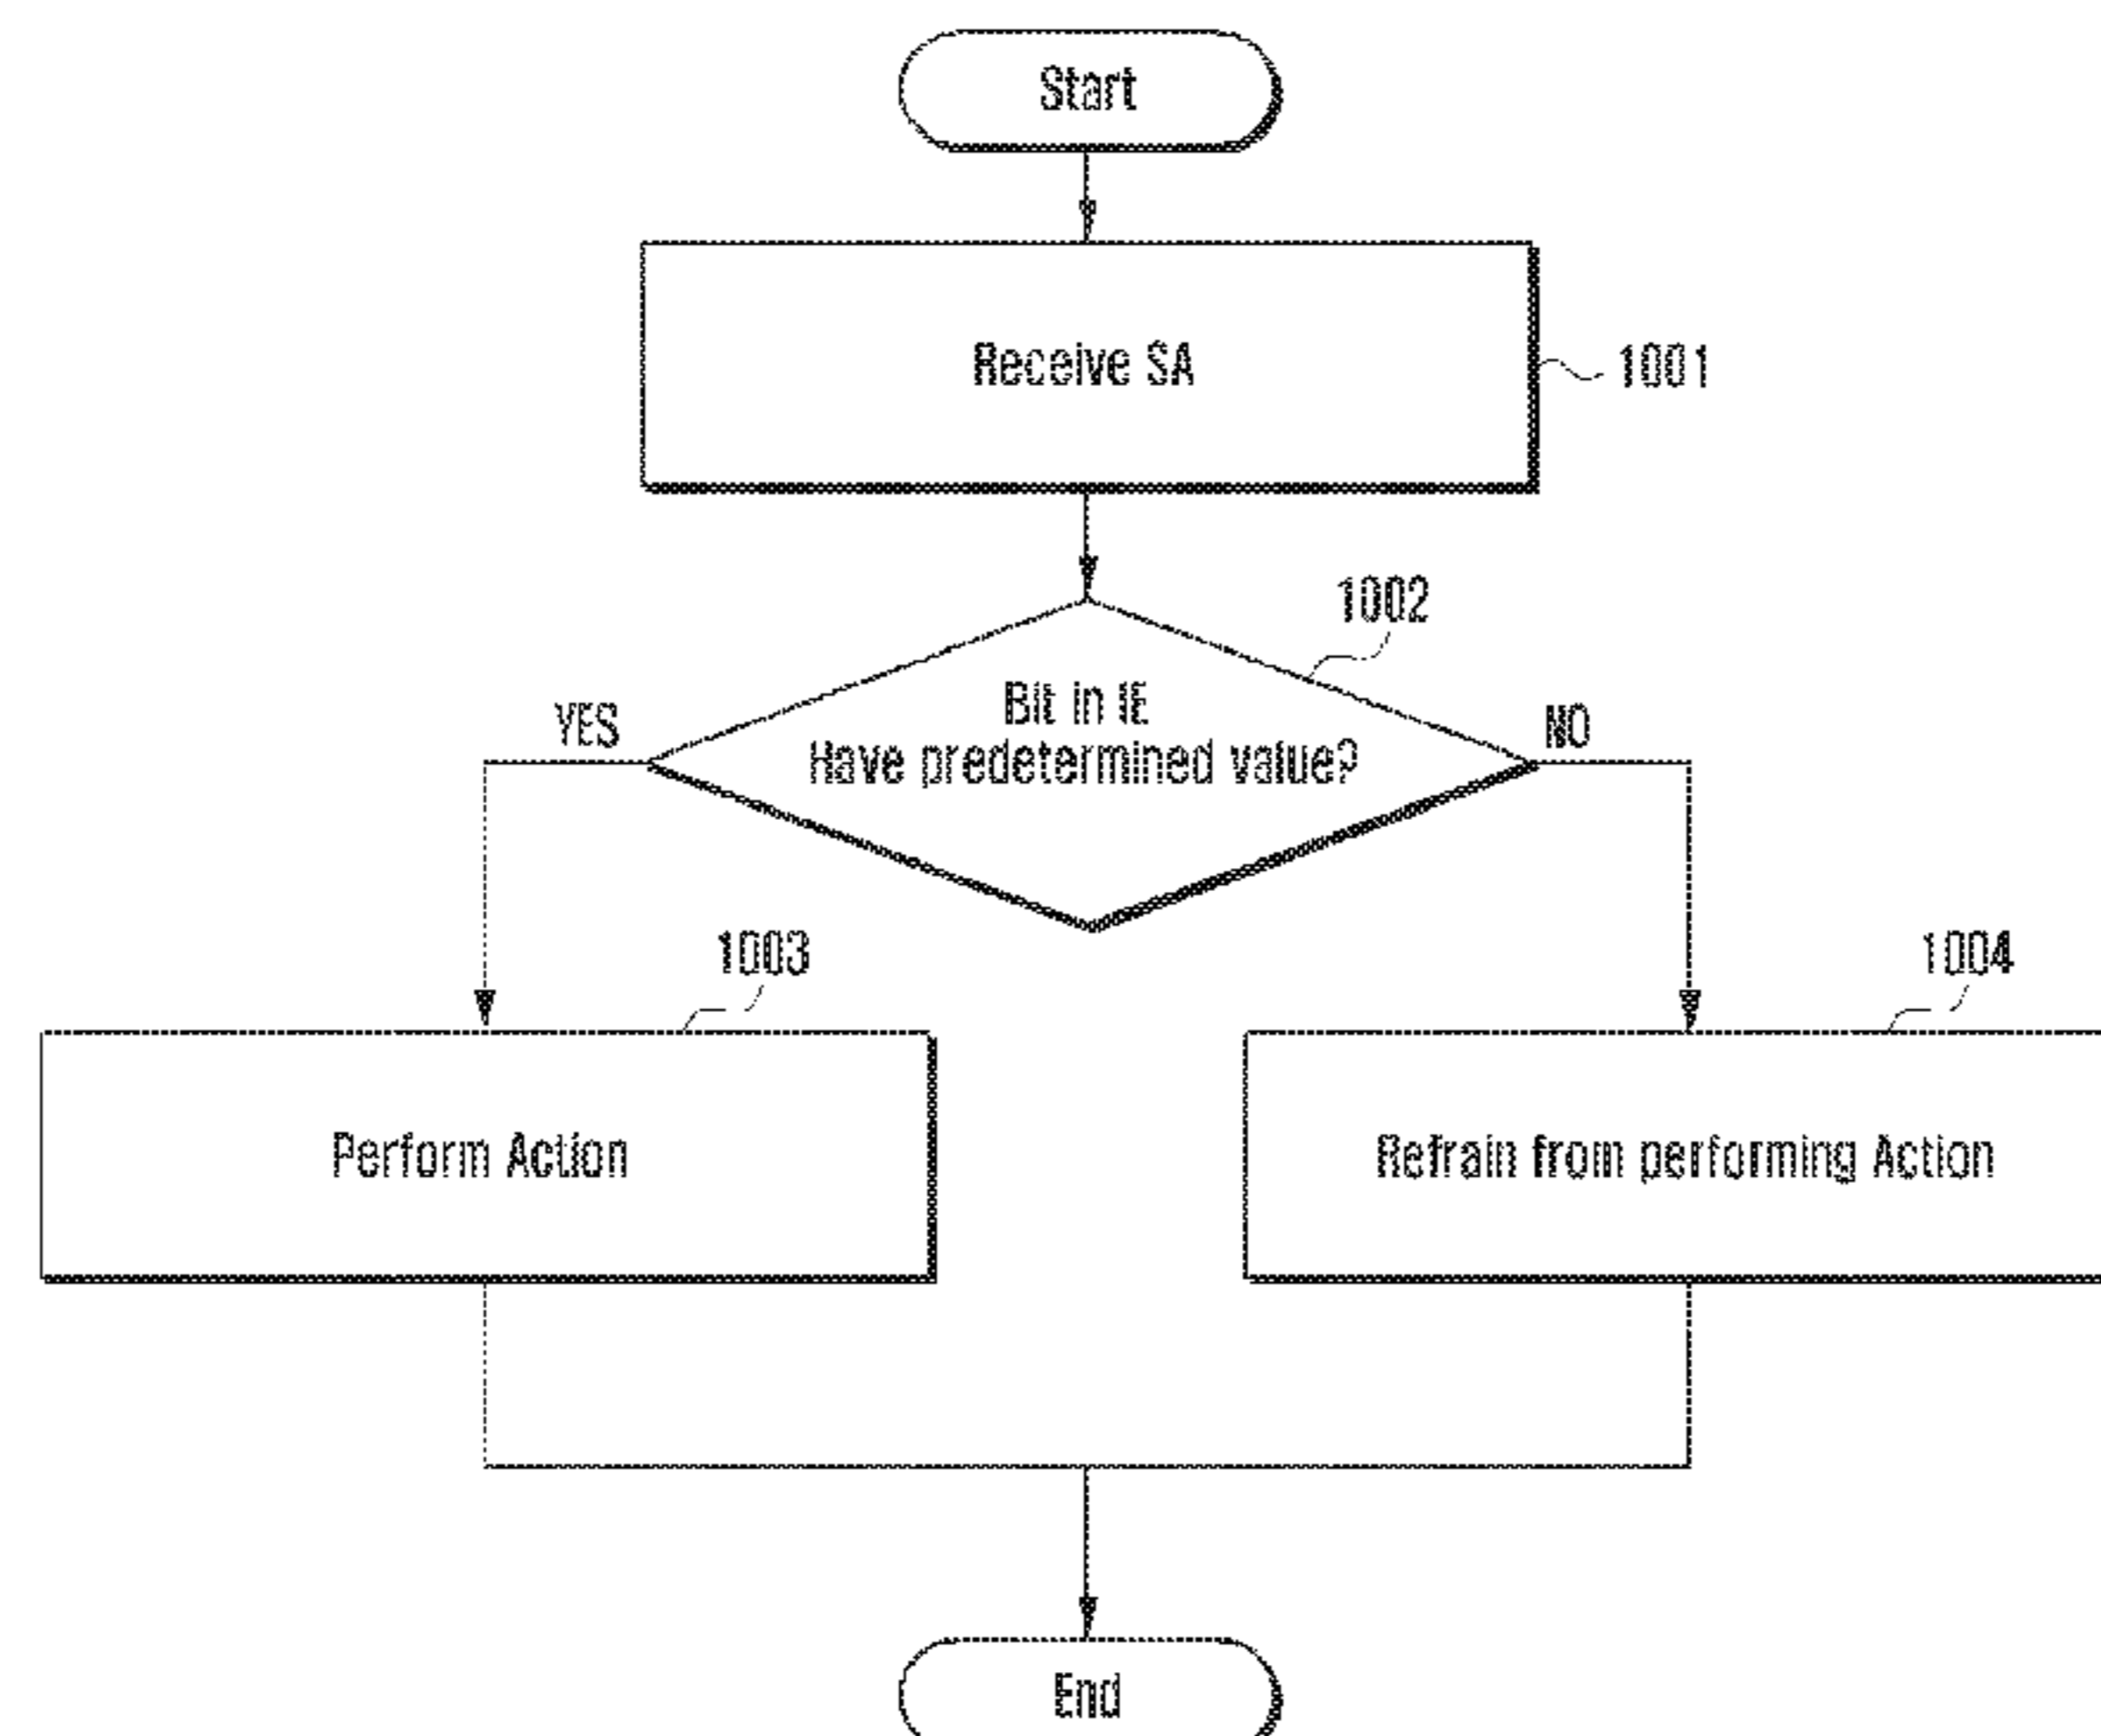 Start
Receive SA
1001
1002
Bit in IE
Have predetermined value?
YES
NO
1003
1004
Perform Action
Refrain from performing Action
End